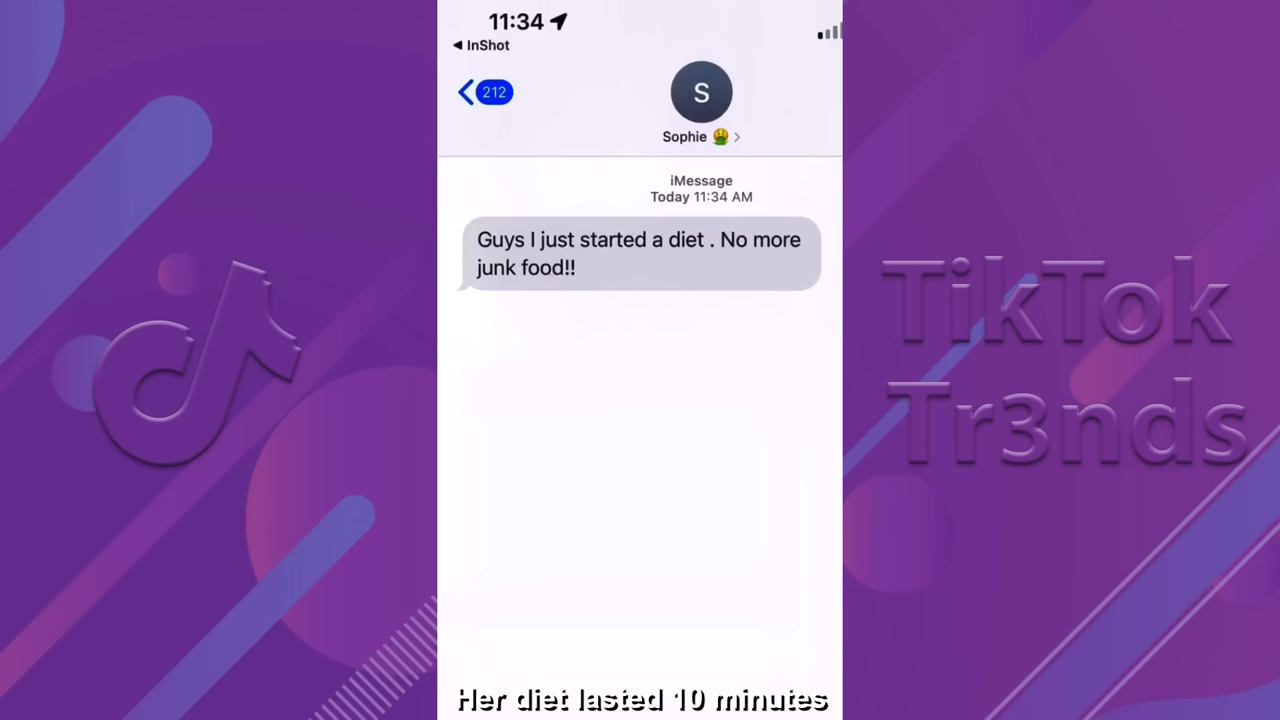 11:34
◀ InShot
212
S
Sophie 🤮 >
iMessage
Today 11:34 AM
Guys I just started a diet . No more
junk food!!
TikTok
Tr3nds
Her diet lasted 10 minutes